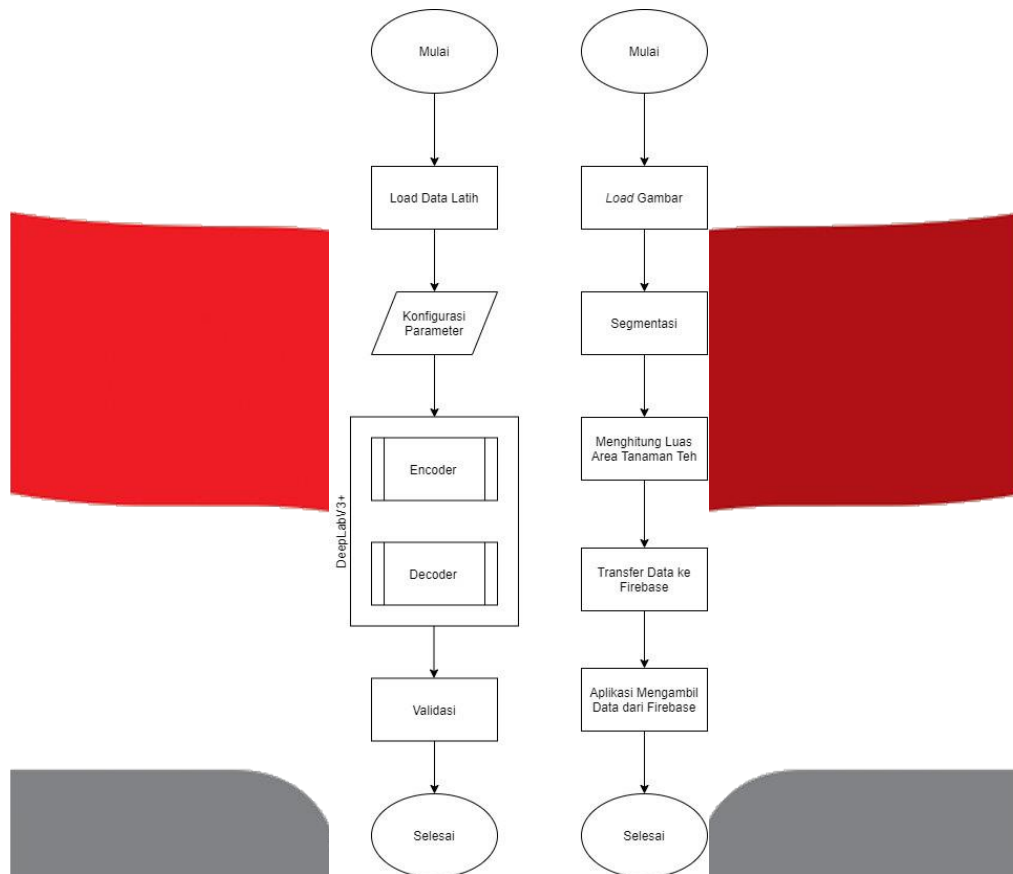 Mulai
Load Data Latih
Konfigurasi
Parameter
DeepLabV3+
Encoder
Decoder
Validasi
Selesai
Mulai
Load Gambar
Segmentasi
Menghitung Luas
Area Tanaman Teh
Transfer Data ke
Firebase
Aplikasi Mengambil
Data dari Firebase
Selesai